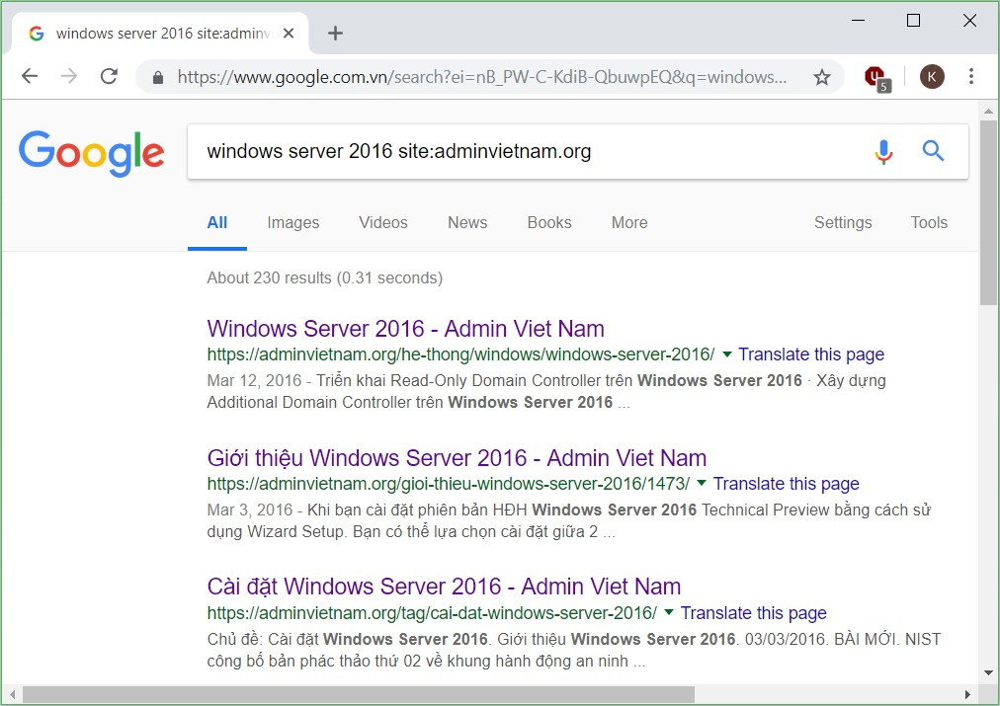 windows server 2016 site:adminv
https://www.google.com.vn/search?ei=nB_PW-C-KdiB-QbuwpEQ&q=windows...
5
K
Google
windows server 2016 site:adminvietnam.org
All Images Videos News Books More Settings Tools
About 230 results (0.31 seconds)
Windows Server 2016 - Admin Viet Nam
https://adminvietnam.org/he-thong/windows/windows-server-2016/ Translate this page
Mar 12, 2016 - Triển khai Read-Only Domain Controller trên Windows Server 2016 · Xây dựng
Additional Domain Controller trên Windows Server 2016 ...
Giới thiệu Windows Server 2016 - Admin Viet Nam
https://adminvietnam.org/gioi-thieu-windows-server-2016/1473/ Translate this page
Mar 3, 2016 - Khi bạn cài đặt phiên bản HĐH Windows Server 2016 Technical Preview bằng cách sử
dụng Wizard Setup. Bạn có thể lựa chọn cài đặt giữa 2 ...
Cài đặt Windows Server 2016 - Admin Viet Nam
https://adminvietnam.org/tag/cai-dat-windows-server-2016/ Translate this page
Chủ đề: Cài đặt Windows Server 2016. Giới thiệu Windows Server 2016. 03/03/2016. BÀI MỚI. NIST
công bố bản phác thảo thứ 02 về khung hành động an ninh ...